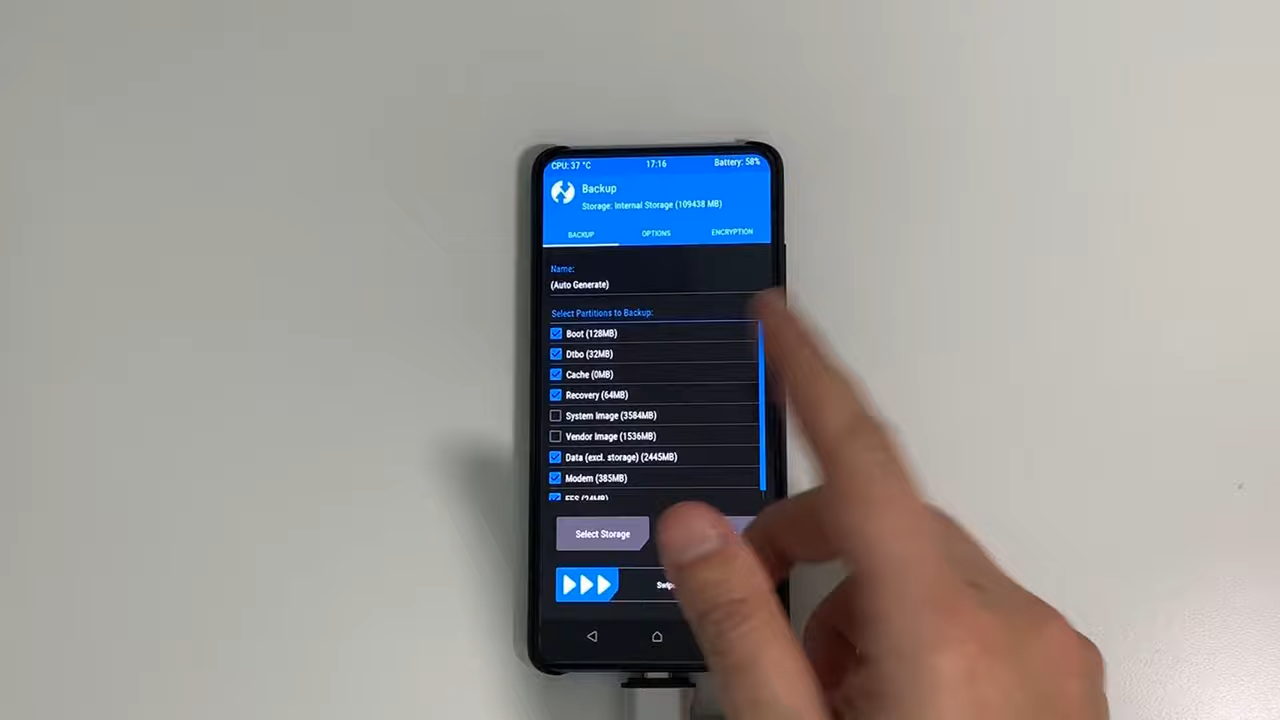 CPU: 37 °C 17:16 Battery: 58%
Backup
Storage: Internal Storage (109438 MB)
BACKUP OPTIONS ENCRYPTION
Name:
(Auto Generate)
Select Partitions to Backup:
Boot (128MB)
Dtbo (32MB)
Cache (0MB)
Recovery (64MB)
System Image (3584MB)
Vendor Image (1536MB)
Data (excl. storage) (2445MB)
Modem (385MB)
EFS (24MB)
Select Storage